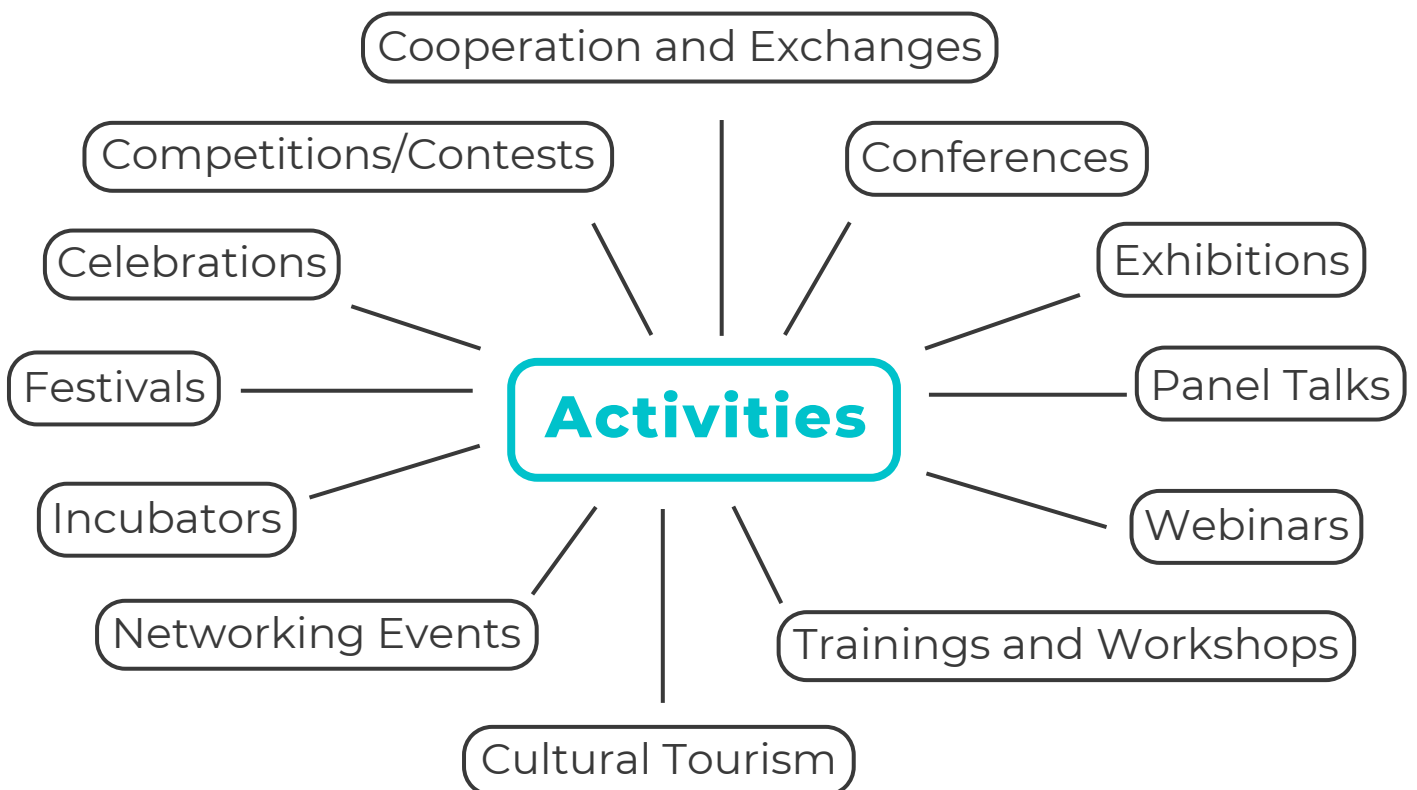 Cooperation and Exchanges
Competitions/Contests
Conferences
Celebrations
Exhibitions
Festivals
Panel Talks
Activities
Incubators
Webinars
Networking Events
Trainings and Workshops
Cultural Tourism